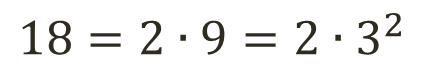 18 = 2 · 9 = 2 · 3²